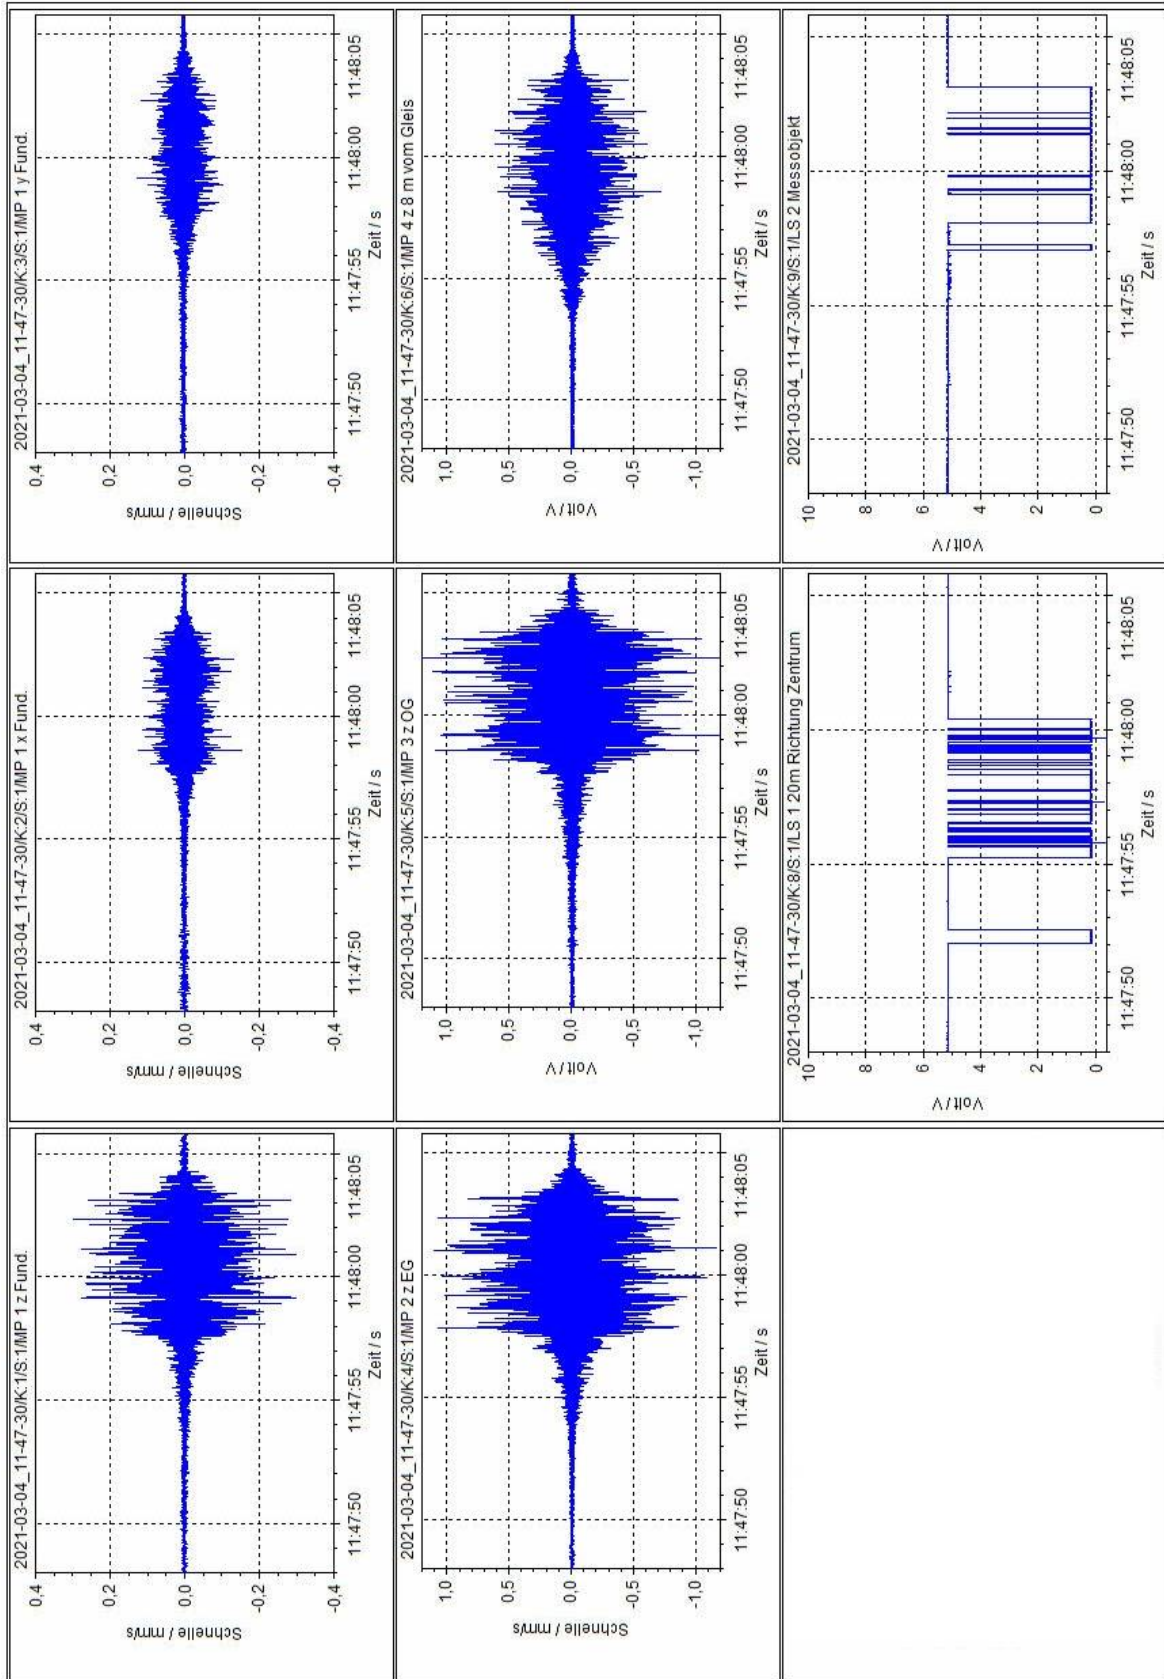 2021-03-04_11-47-30/K:1/S:1/MP 1 z Fund.
Schnelle / mm/s
0,4
0,2
0,0
-0,2
-0,4
11:47:50 11:47:55 11:48:00 11:48:05
Zeit / s
2021-03-04_11-47-30/K:2/S:1/MP 1 x Fund.
Schnelle / mm/s
0,4
0,2
0,0
-0,2
-0,4
11:47:50 11:47:55 11:48:00 11:48:05
Zeit / s
2021-03-04_11-47-30/K:3/S:1/MP 1 y Fund.
Schnelle / mm/s
0,4
0,2
0,0
-0,2
-0,4
11:47:50 11:47:55 11:48:00 11:48:05
Zeit / s
2021-03-04_11-47-30/K:4/S:1/MP 2 z EG
Schnelle / mm/s
1,0
0,5
0,0
-0,5
-1,0
11:47:50 11:47:55 11:48:00 11:48:05
Zeit / s
2021-03-04_11-47-30/K:5/S:1/MP 3 z OG
Volt / V
1,0
0,5
0,0
-0,5
-1,0
11:47:50 11:47:55 11:48:00 11:48:05
Zeit / s
2021-03-04_11-47-30/K:6/S:1/MP 4 z 8 m vom Gleis
Volt / V
1,0
0,5
0,0
-0,5
-1,0
11:47:50 11:47:55 11:48:00 11:48:05
Zeit / s
2021-03-04_11-47-30/K:8/S:1/LS 1 20m Richtung Zentrum
Volt / V
10
8
6
4
2
0
11:47:50 11:47:55 11:48:00 11:48:05
Zeit / s
2021-03-04_11-47-30/K:9/S:1/LS 2 Messobjekt
Volt / V
10
8
6
4
2
0
11:47:50 11:47:55 11:48:00 11:48:05
Zeit / s